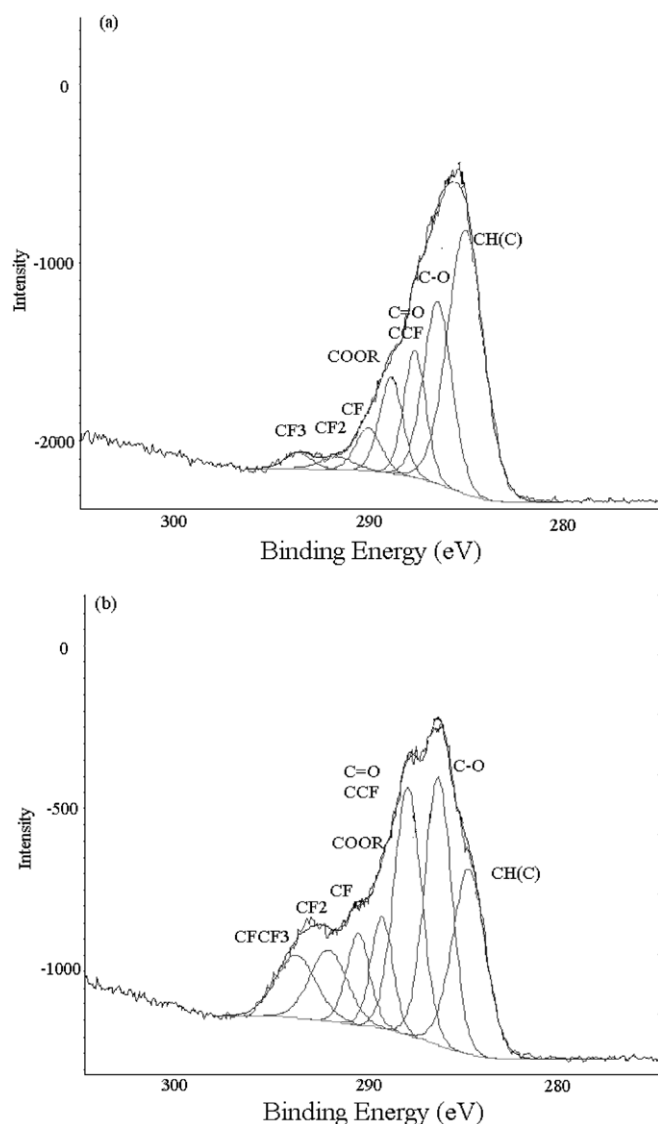 (a)
0
CH(C)
-1000
C-O
C=O
CCF
COOR
CF
CF3
CF2
-2000
Intensity
300
290
280
Binding Energy (eV)
(b)
0
C-O
C=O
CCF
-500
COOR
CH(C)
CF
CF2
CFCF3
-1000
Intensity
300
290
280
Binding Energy (eV)